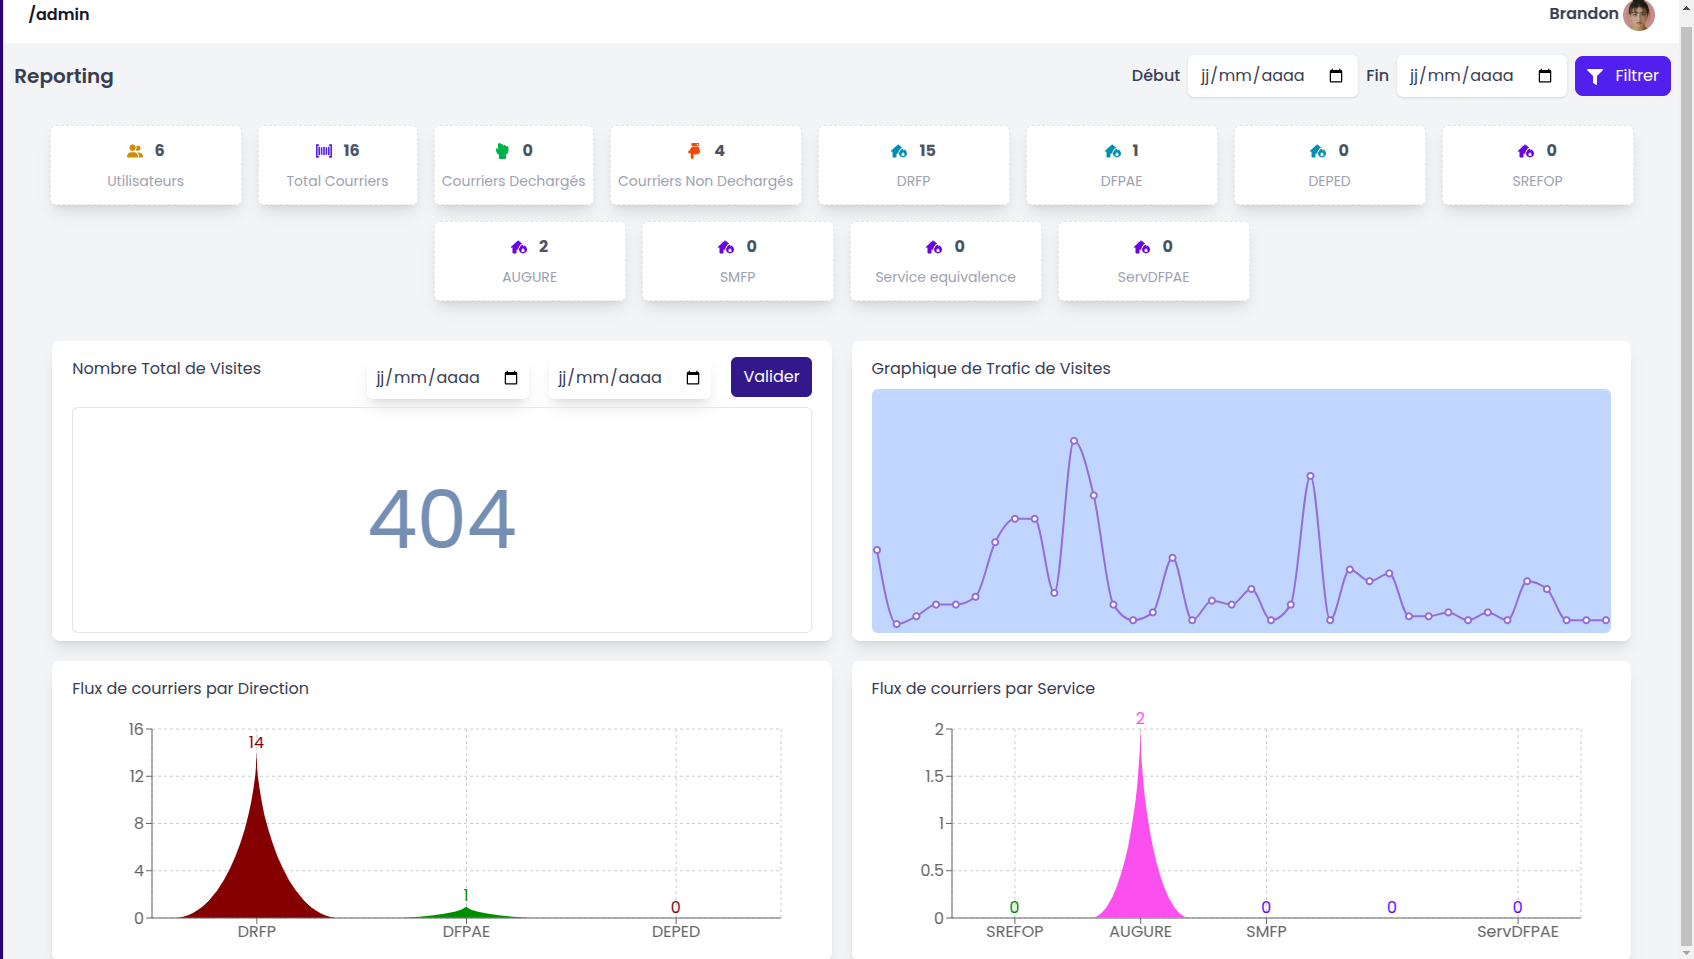 /admin
Brandon
Reporting
Début jj/mm/aaaa Fin jj/mm/aaaa Filtrer
6
Utilisateurs
16
Total Courriers
0
Courriers Dechargés
4
Courriers Non Dechargés
15
DRFP
1
DFPAE
0
DEPED
0
SREFOP
2
AUGURE
0
SMFP
0
Service equivalence
0
ServDFPAE
Nombre Total de Visites
jj/mm/aaaa
jj/mm/aaaa
Valider
404
Graphique de Trafic de Visites
Flux de courriers par Direction
16
12
8
4
0
14
1
0
DRFP
DFPAE
DEPED
Flux de courriers par Service
2
1.5
1
0.5
0
0
2
0
0
0
SREFOP
AUGURE
SMFP
ServDFPAE